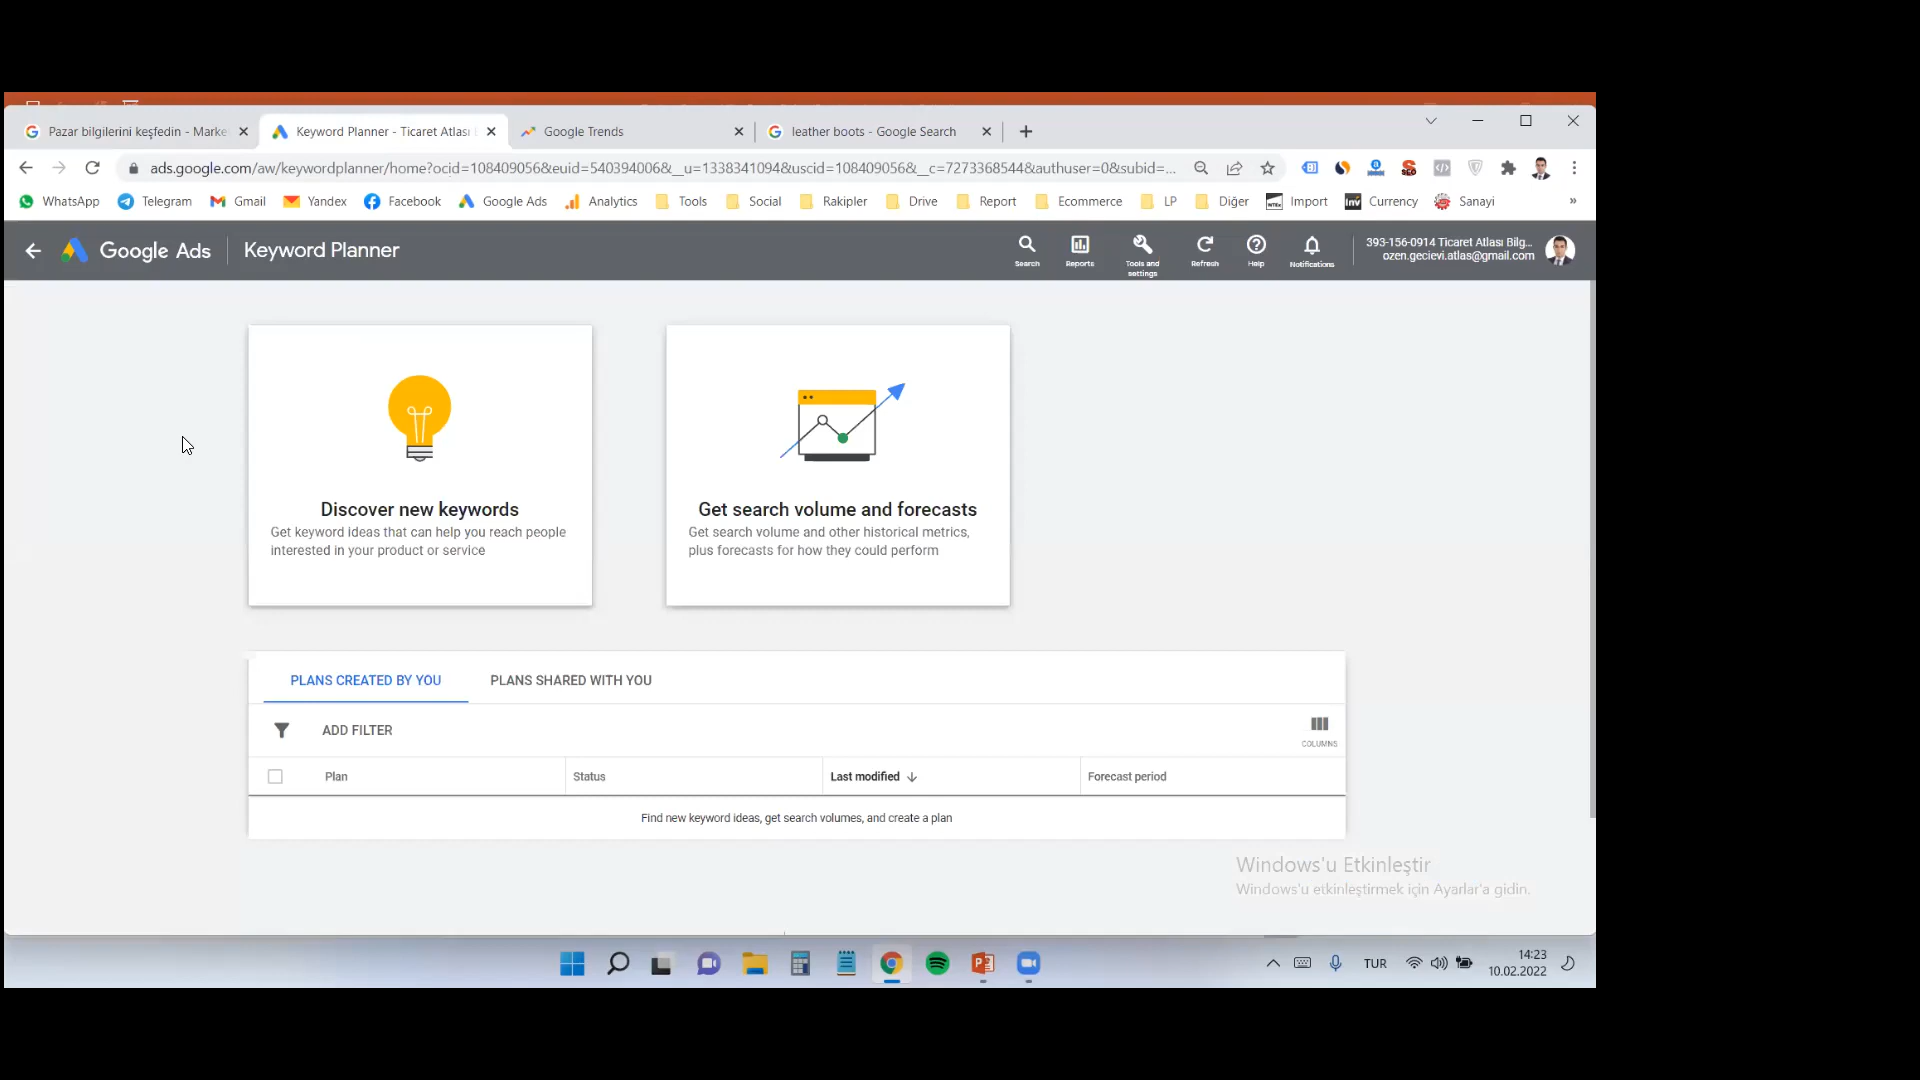 Pazar bilgilerini keşfedin - Marke
Keyword Planner - Ticaret Atlası
Google Trends
leather boots - Google Search
ads.google.com/aw/keywordplanner/home?ocid=108409056&euid=540394006&__u=1338341094&uscid=108409056&__c=7273368544&authuser=0&subid=...
WhatsApp
Telegram
Gmail
Yandex
Facebook
Google Ads
Analytics
Tools
Social
Rakipler
Drive
Report
Ecommerce
LP
Diğer
Import
Currency
Sanayi
»
Google Ads
Keyword Planner
Search
Reports
Tools and
settings
Refresh
Help
Notifications
393-156-0914 Ticaret Atlası Bilg...
ozen.gecievi.atlas@gmail.com
Discover new keywords
Get keyword ideas that can help you reach people
interested in your product or service
Get search volume and forecasts
Get search volume and other historical metrics,
plus forecasts for how they could perform
PLANS CREATED BY YOU
PLANS SHARED WITH YOU
ADD FILTER
COLUMNS
Plan
Status
Last modified
Forecast period
Find new keyword ideas, get search volumes, and create a plan
Windows'u Etkinleştir
Windows'u etkinleştirmek için Ayarlar'a gidin.
TUR
14:23
10.02.2022